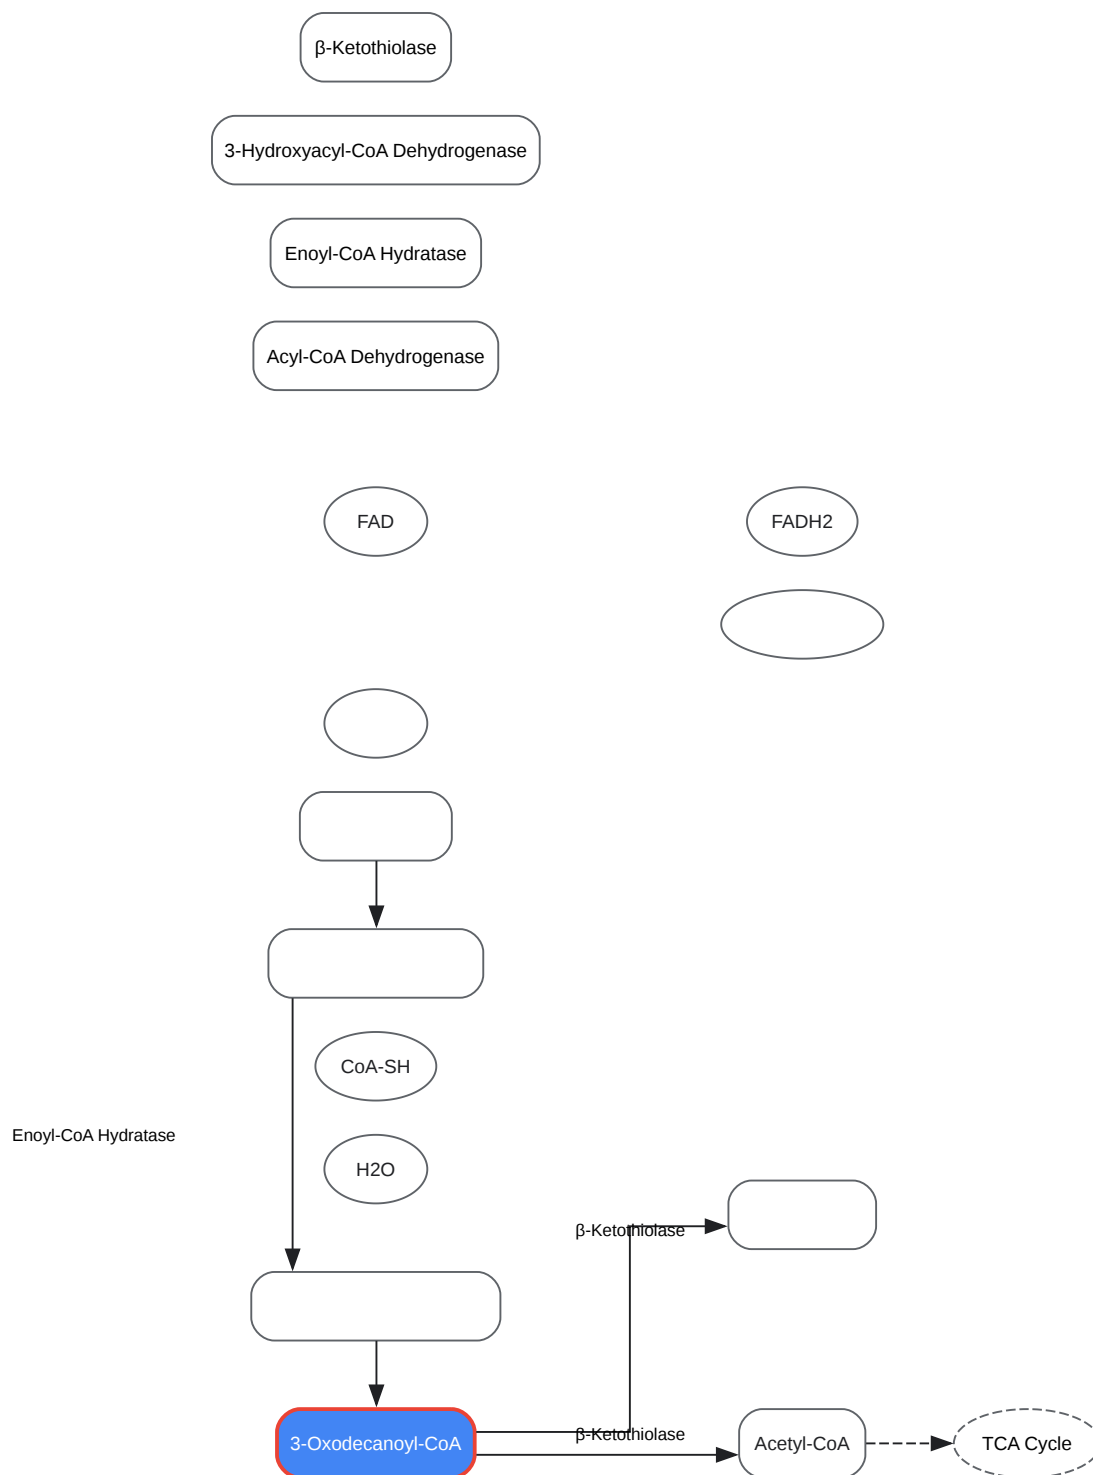 β-Ketothiolase
3-Hydroxyacyl-CoA Dehydrogenase
Enoyl-CoA Hydratase
Acyl-CoA Dehydrogenase
FAD
FADH2
CoA-SH
Enoyl-CoA Hydratase
H2O
β-Ketothiolase
β-Ketothiolase
3-Oxodecanoyl-CoA
Acetyl-CoA
TCA Cycle